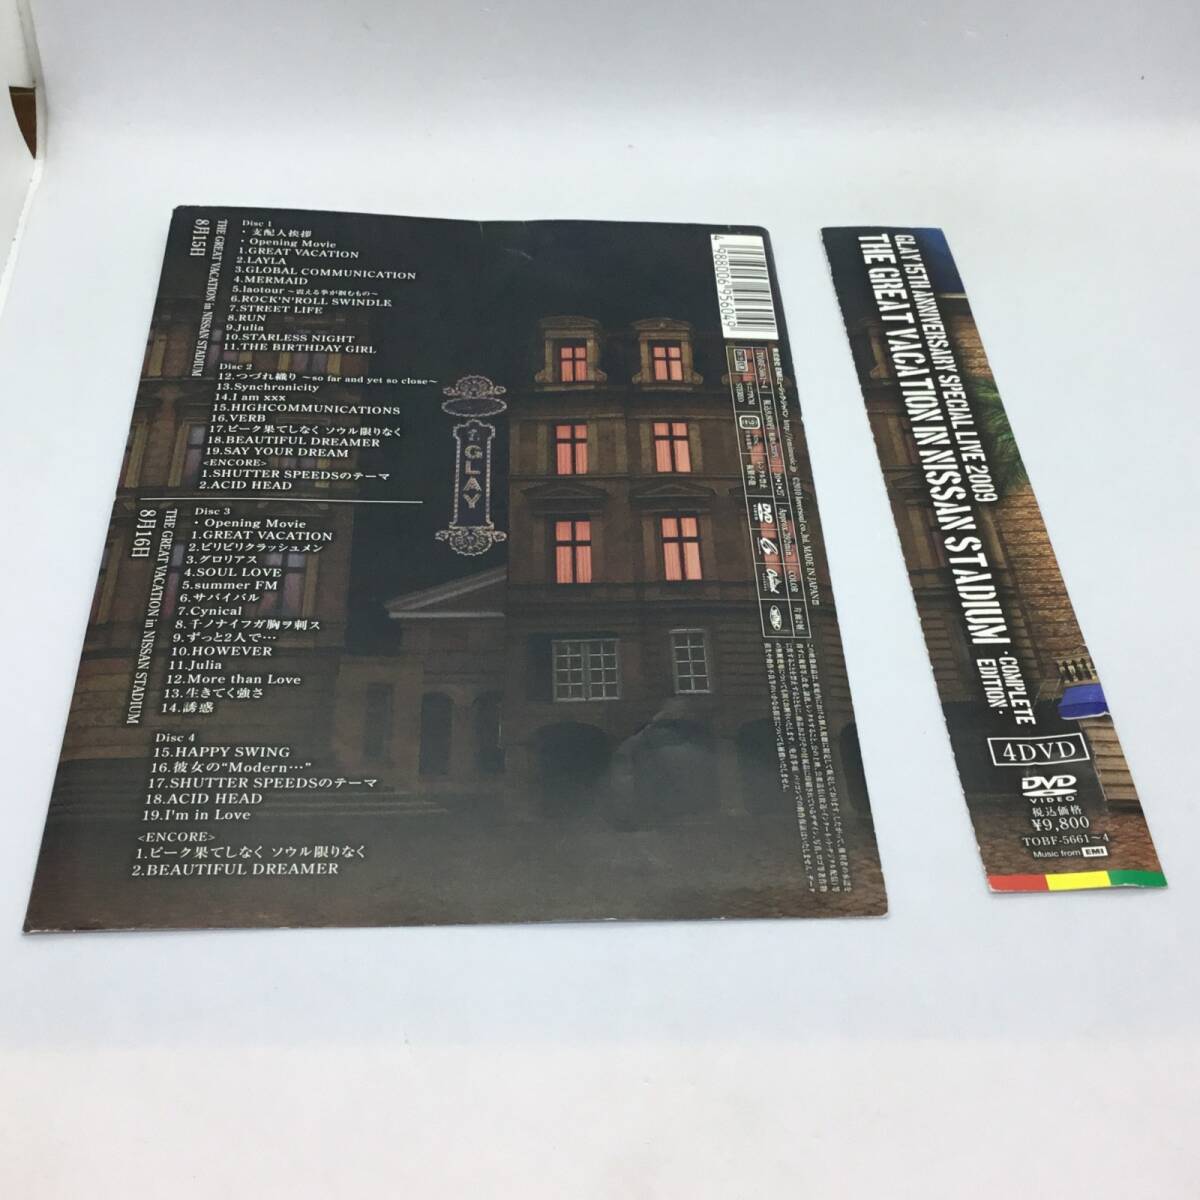 THE GREAT VACATION in NISSAN STADIUM
8月15日
Disc 1
・支配人挨拶
・Opening Movie
1.GREAT VACATION
2.LAYLA
3.GLOBAL COMMUNICATION
4.MERMAID
5.laotour ～震える拳が掴むもの～
6.ROCK'N'ROLL SWINDLE
7.STREET LIFE
8.RUN
9.Julia
10.STARLESS NIGHT
11.THE BIRTHDAY GIRL
Disc 2
12.つづれ織り ～so far and yet so close～
13.Synchronicity
14.I am xxx
15.HIGHCOMMUNICATIONS
16.VERB
17.ピーク果てしなく ソウル限りなく
18.BEAUTIFUL DREAMER
19.SAY YOUR DREAM
<ENCORE>
1.SHUTTER SPEEDSのテーマ
2.ACID HEAD
THE GREAT VACATION in NISSAN STADIUM
8月16日
Disc 3
・Opening Movie
1.GREAT VACATION
2.ビリビリクラッシュメン
3.グロリアス
4.SOUL LOVE
5.summer FM
6.サバイバル
7.Cynical
8.千ノナイフガ胸ヲ刺ス
9.ずっと2人で…
10.HOWEVER
11.Julia
12.More than Love
13.生きてく強さ
14.誘惑
Disc 4
15.HAPPY SWING
16.彼女の"Modern…"
17.SHUTTER SPEEDSのテーマ
18.ACID HEAD
19.I'm in Love
<ENCORE>
1.ピーク果てしなく ソウル限りなく
2.BEAUTIFUL DREAMER
GLAY
4988006956049
MADE IN JAPAN
COLOR
STEREO
DVD
GLAY 15TH ANNIVERSARY SPECIAL LIVE 2009
THE GREAT VACATION IN NISSAN STADIUM
・COMPLETE
EDITION・
4DVD
DVD
VIDEO
税込価格
¥9,800
TOBF-5661～4
Music from EMI